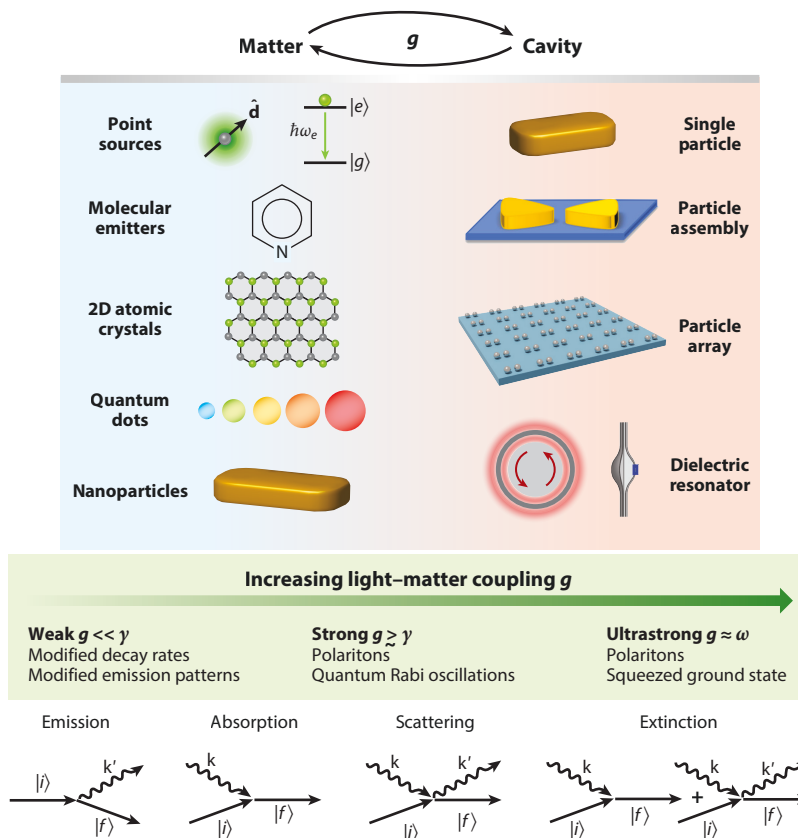 Matter g Cavity
Point
sources
d̂
|e⟩
ħωₑ
|g⟩
Single
particle
Molecular
emitters
N
Particle
assembly
2D atomic
crystals
Particle
array
Quantum
dots
Nanoparticles
Dielectric
resonator
Increasing light–matter coupling g
Weak g << γ
Modified decay rates
Modified emission patterns
Strong g ≳ γ
Polaritons
Quantum Rabi oscillations
Ultrastrong g ≈ ω
Polaritons
Squeezed ground state
Emission
|i⟩
k′
|f⟩
Absorption
k
|i⟩
|f⟩
Scattering
k
k′
|i⟩
|f⟩
Extinction
k
|i⟩
|f⟩
+
k
k′
|i⟩
|f⟩